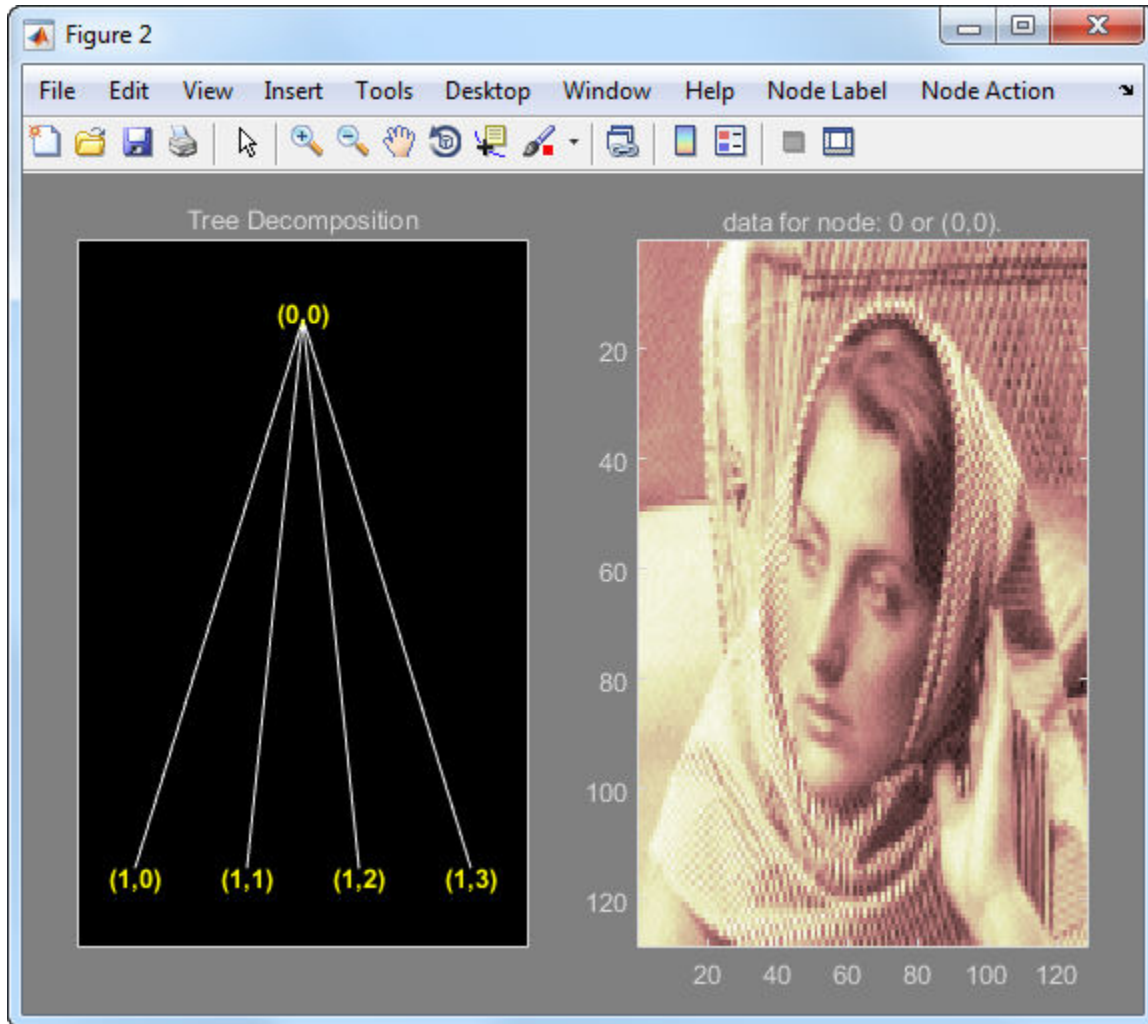 Figure 2
File Edit View Insert Tools Desktop Window Help Node Label Node Action
Tree Decomposition
(0,0)
(1,0) (1,1) (1,2) (1,3)
data for node: 0 or (0,0).
20
40
60
80
100
120
20 40 60 80 100 120